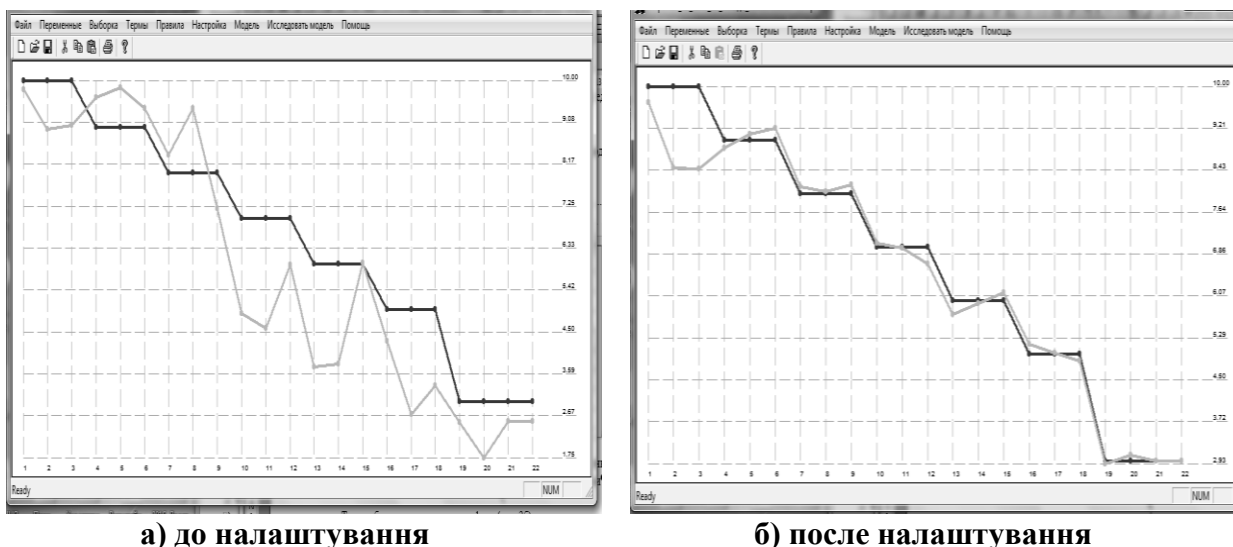 Файл Переменные Выборка Термы Правила Настройка Модель Исследовать модель Помощь
10.00
9.08
8.17
7.25
6.33
5.42
4.50
3.59
2.67
1.75
1 2 3 4 5 6 7 8 9 10 11 12 13 14 15 16 17 18 19 20 21 22
Ready NUM
а) до налаштування
Файл Переменные Выборка Термы Правила Настройка Модель Исследовать модель Помощь
10.00
9.21
8.43
7.64
6.86
6.07
5.29
4.50
3.72
2.93
1 2 3 4 5 6 7 8 9 10 11 12 13 14 15 16 17 18 19 20 21 22
Ready NUM
б) после налаштування